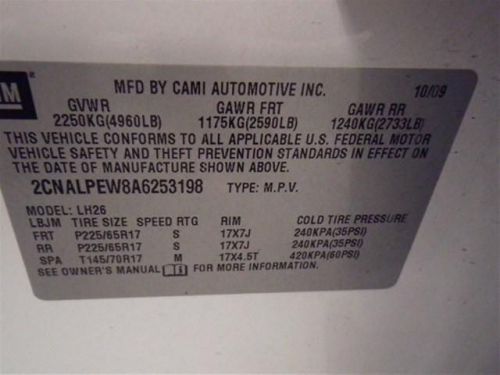 GM
MFD BY CAMI AUTOMOTIVE INC. 10/09
GVWR GAWR FRT GAWR RR
2250KG(4960LB) 1175KG(2590LB) 1240KG(2733LB)
THIS VEHICLE CONFORMS TO ALL APPLICABLE U.S. FEDERAL MOTOR
VEHICLE SAFETY AND THEFT PREVENTION STANDARDS IN EFFECT ON
THE DATE OF MANUFACTURE SHOWN ABOVE.
2CNALPEW8A6253198 TYPE: M.P.V.
MODEL: LH26
LBJM TIRE SIZE SPEED RTG RIM COLD TIRE PRESSURE
FRT P225/65R17 S 17X7J 240KPA(35PSI)
RR P225/65R17 S 17X7J 240KPA(35PSI)
SPA T145/70R17 M 17X4.5T 420KPA(60PSI)
SEE OWNER'S MANUAL FOR MORE INFORMATION.